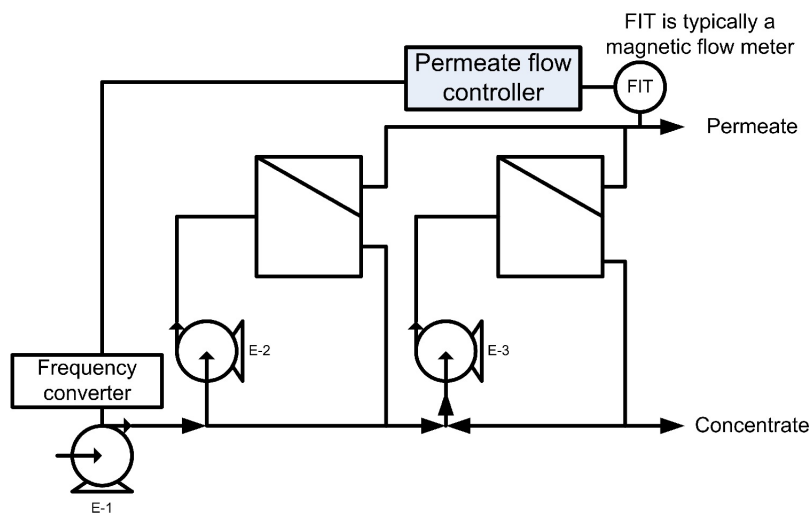 FIT is typically a
magnetic flow meter
Permeate flow
controller
FIT
Permeate
E-2
E-3
Frequency
converter
Concentrate
E-1